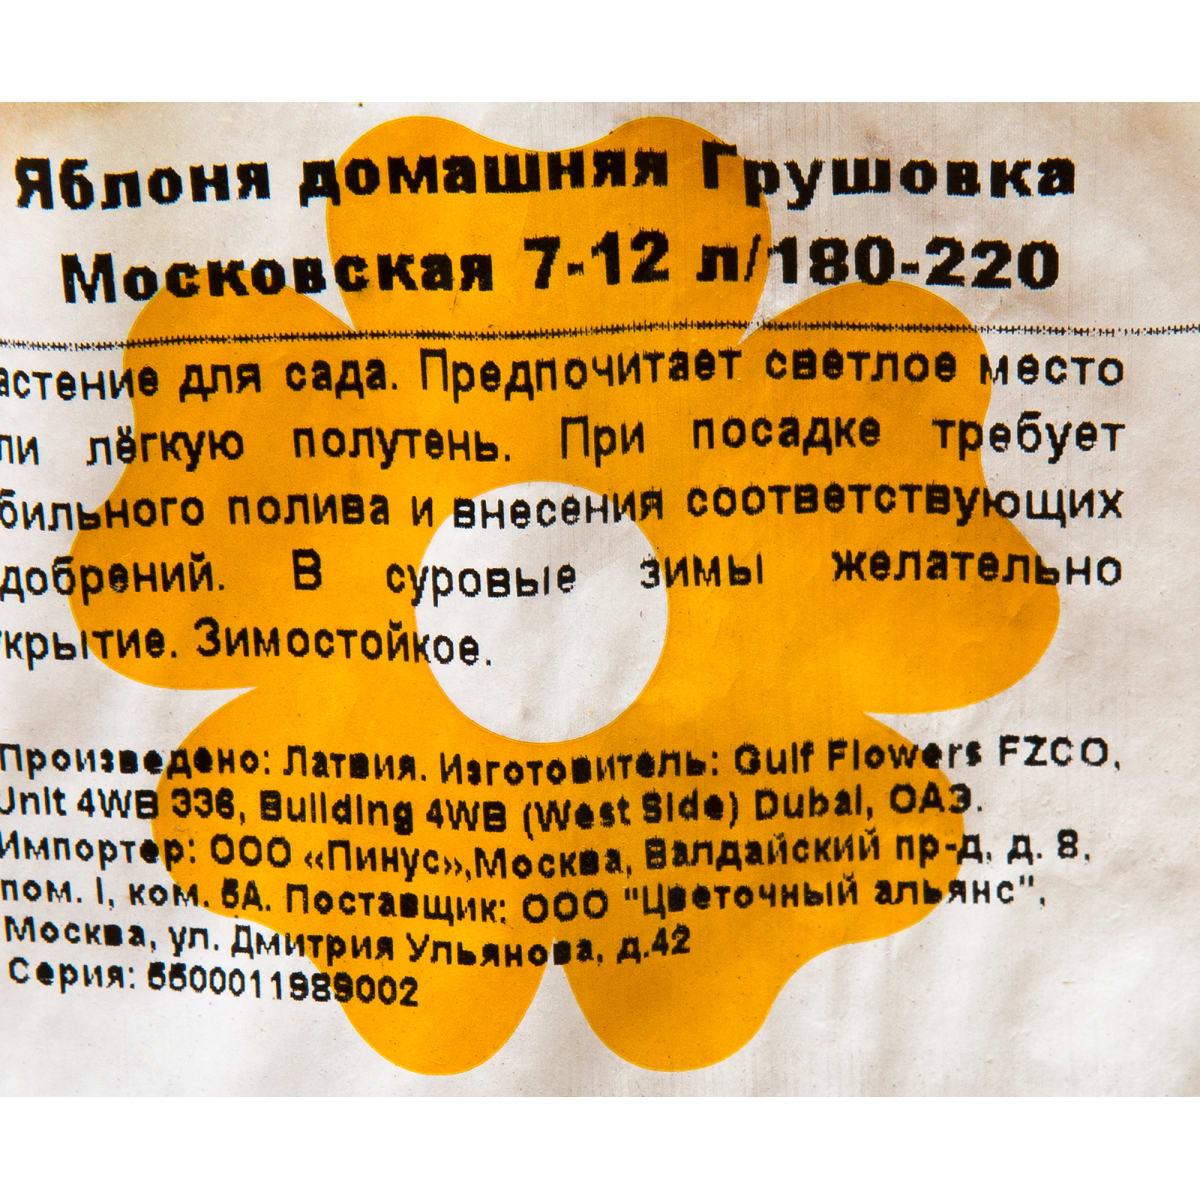 Яблоня домашняя Грушовка
Московская 7-12 л/180-220
астение для сада. Предпочитает светлое место
ли лёгкую полутень. При посадке требует
бильного полива и внесения соответствующих
добрений. В суровые зимы желательно
крытие. Зимостойкое.
Произведено: Латвия. Изготовитель: Gulf Flowers FZCO,
Unit 4WB 336, Building 4WB (West Side) Dubai, ОАЭ.
Импортер: ООО «Пинус»,Москва, Валдайский пр-д, д. 8,
пом. I, ком. 5А. Поставщик: ООО "Цветочный альянс",
Москва, ул. Дмитрия Ульянова, д.42
Серия: 5500011989002